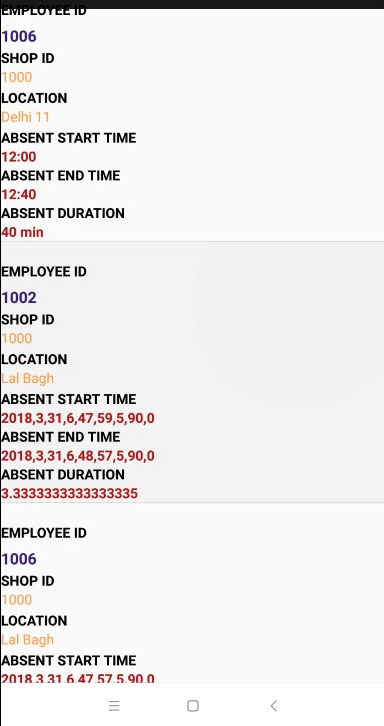 EMPLOYEE ID
1006
SHOP ID
1000
LOCATION
Delhi 11
ABSENT START TIME
12:00
ABSENT END TIME
12:40
ABSENT DURATION
40 min
EMPLOYEE ID
1002
SHOP ID
1000
LOCATION
Lal Bagh
ABSENT START TIME
2018,3,31,6,47,59,5,90,0
ABSENT END TIME
2018,3,31,6,48,57,5,90,0
ABSENT DURATION
3.3333333333333335
EMPLOYEE ID
1006
SHOP ID
1000
LOCATION
Lal Bagh
ABSENT START TIME
2018,3,31,6,47,57,5,90,0